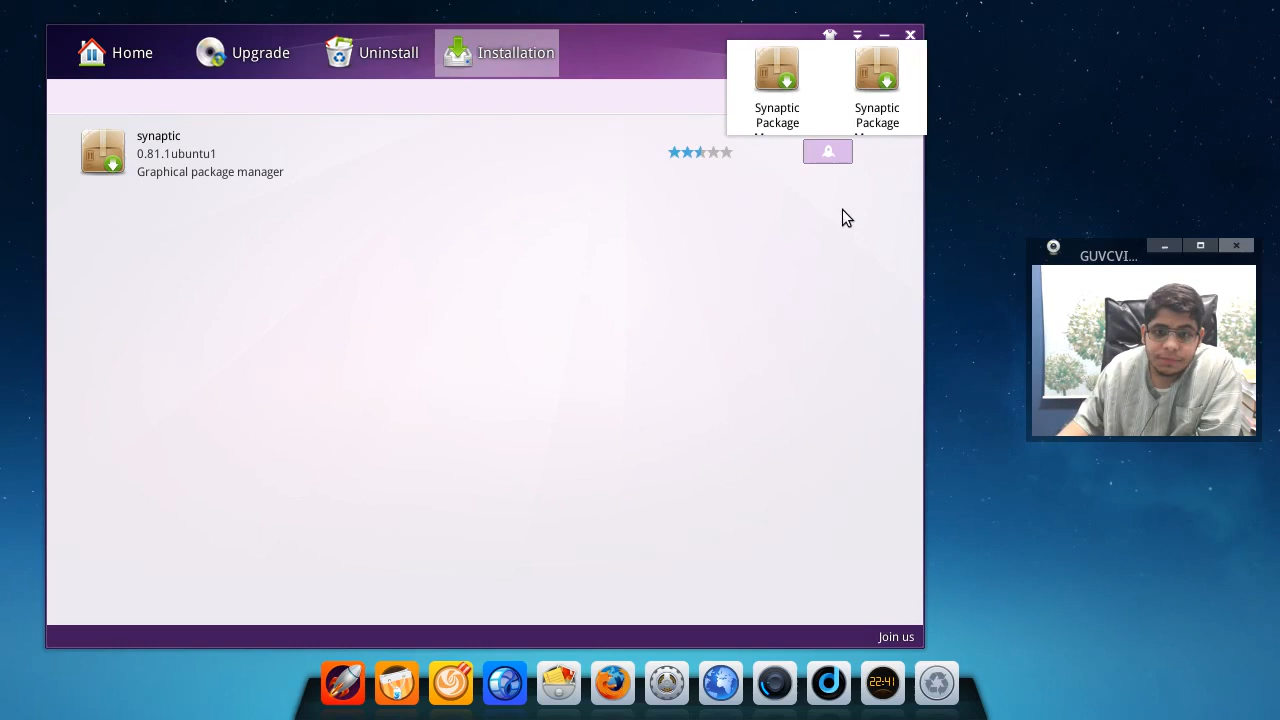 Home
Upgrade
Uninstall
Installation
Synaptic
Package
Synaptic
Package
synaptic
0.81.1ubuntu1
Graphical package manager
GUVCVI...
Join us
22:41